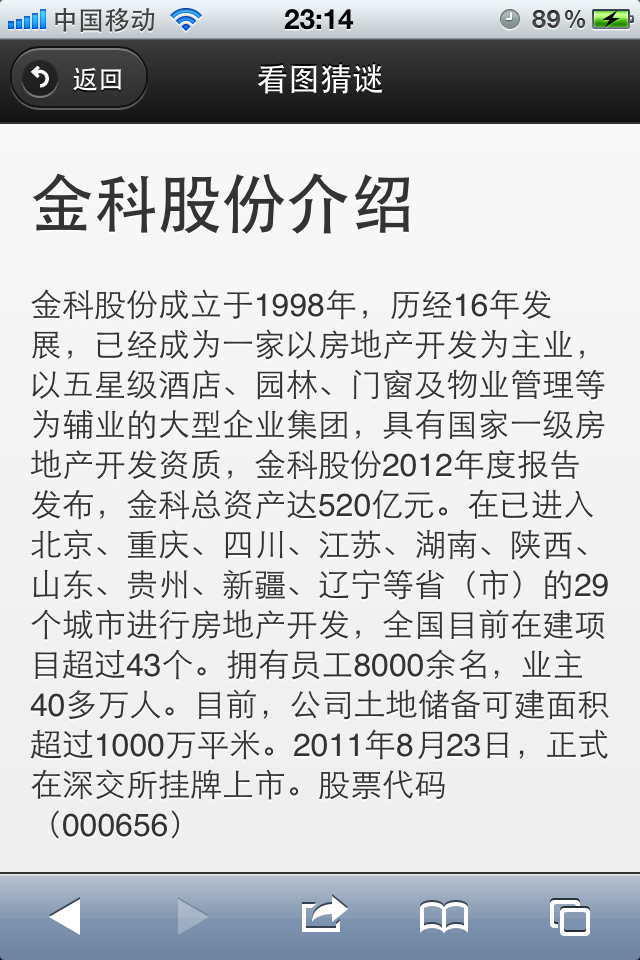 中国移动 23:14 89%
返回 看图猜谜
金科股份介绍
金科股份成立于1998年，历经16年发
展，已经成为一家以房地产开发为主业，
以五星级酒店、园林、门窗及物业管理等
为辅业的大型企业集团，具有国家一级房
地产开发资质，金科股份2012年度报告
发布，金科总资产达520亿元。在已进入
北京、重庆、四川、江苏、湖南、陕西、
山东、贵州、新疆、辽宁等省（市）的29
个城市进行房地产开发，全国目前在建项
目超过43个。拥有员工8000余名，业主
40多万人。目前，公司土地储备可建面积
超过1000万平米。2011年8月23日，正式
在深交所挂牌上市。股票代码
（000656）